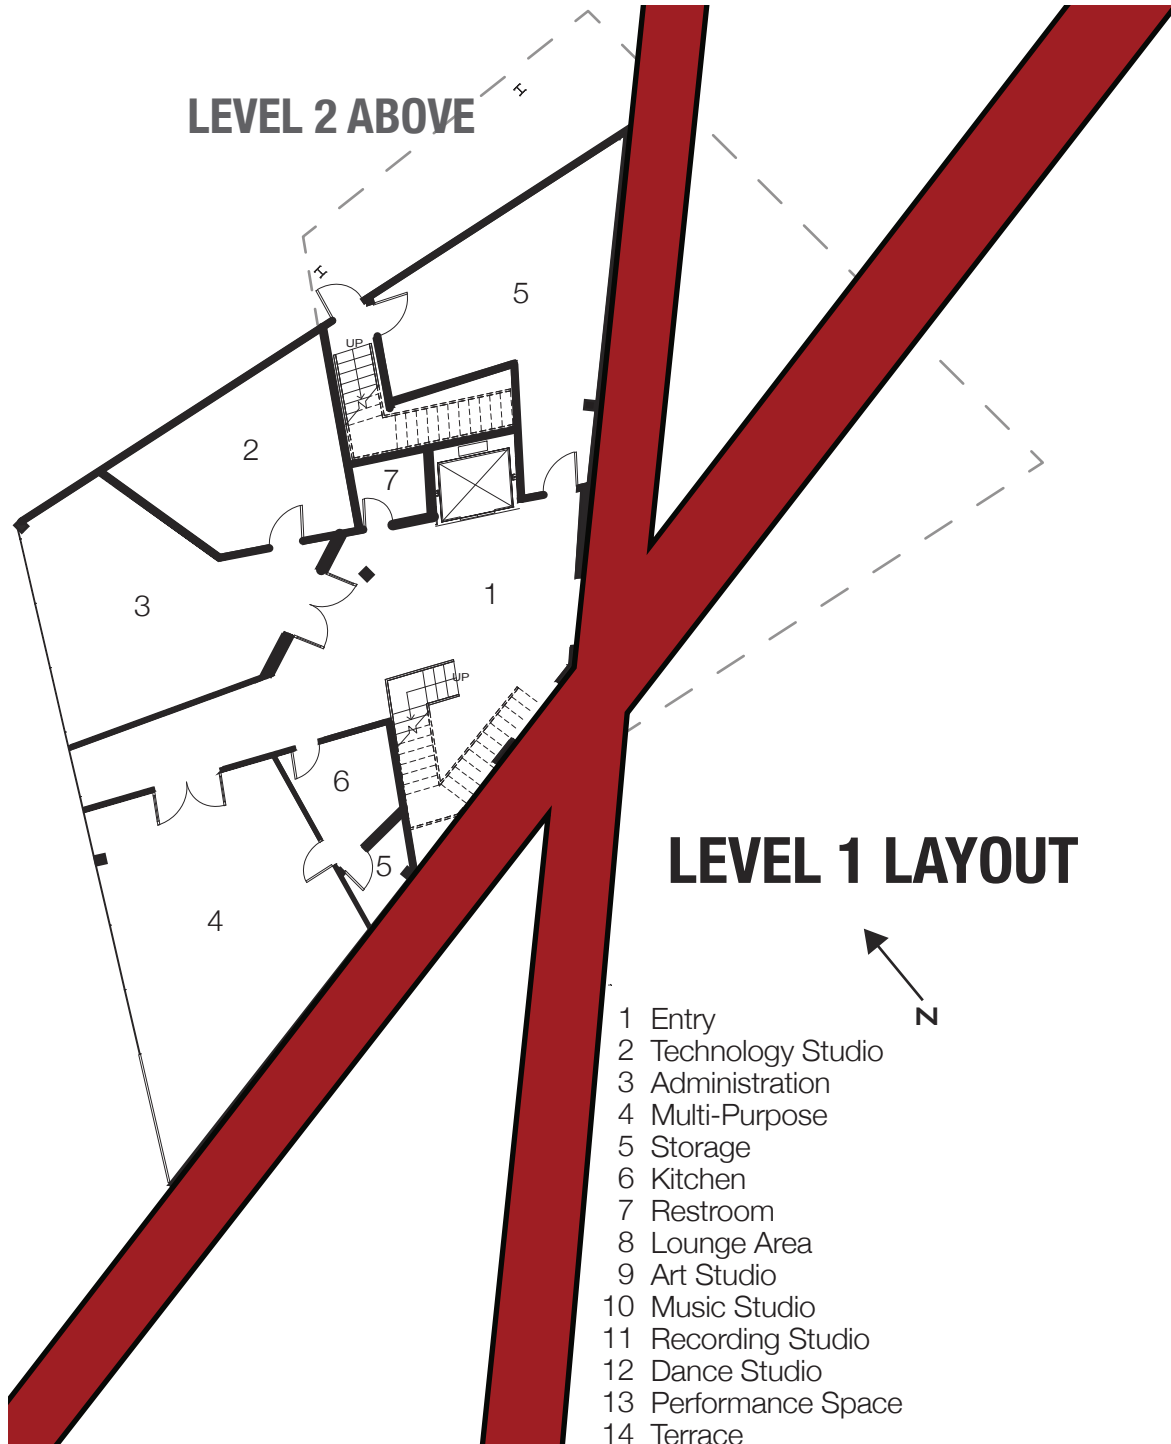 LEVEL 2 ABOVE
5
UP
2
7
3
1
UP
6
5
4
LEVEL 1 LAYOUT
N
1 Entry
2 Technology Studio
3 Administration
4 Multi-Purpose
5 Storage
6 Kitchen
7 Restroom
8 Lounge Area
9 Art Studio
10 Music Studio
11 Recording Studio
12 Dance Studio
13 Performance Space
14 Terrace